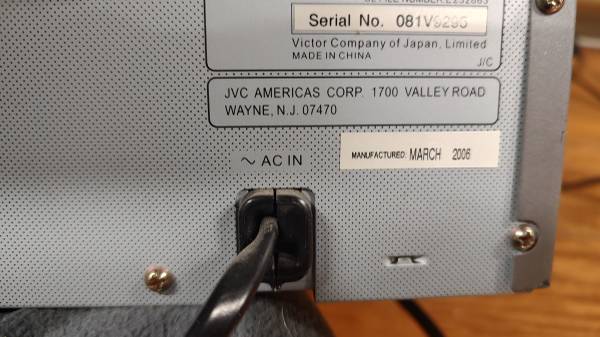 Serial No. 081V9295
Victor Company of Japan, Limited
MADE IN CHINA
J/C
JVC AMERICAS CORP. 1700 VALLEY ROAD
WAYNE, N.J. 07470
∼ AC IN
MANUFACTURED: MARCH 2006